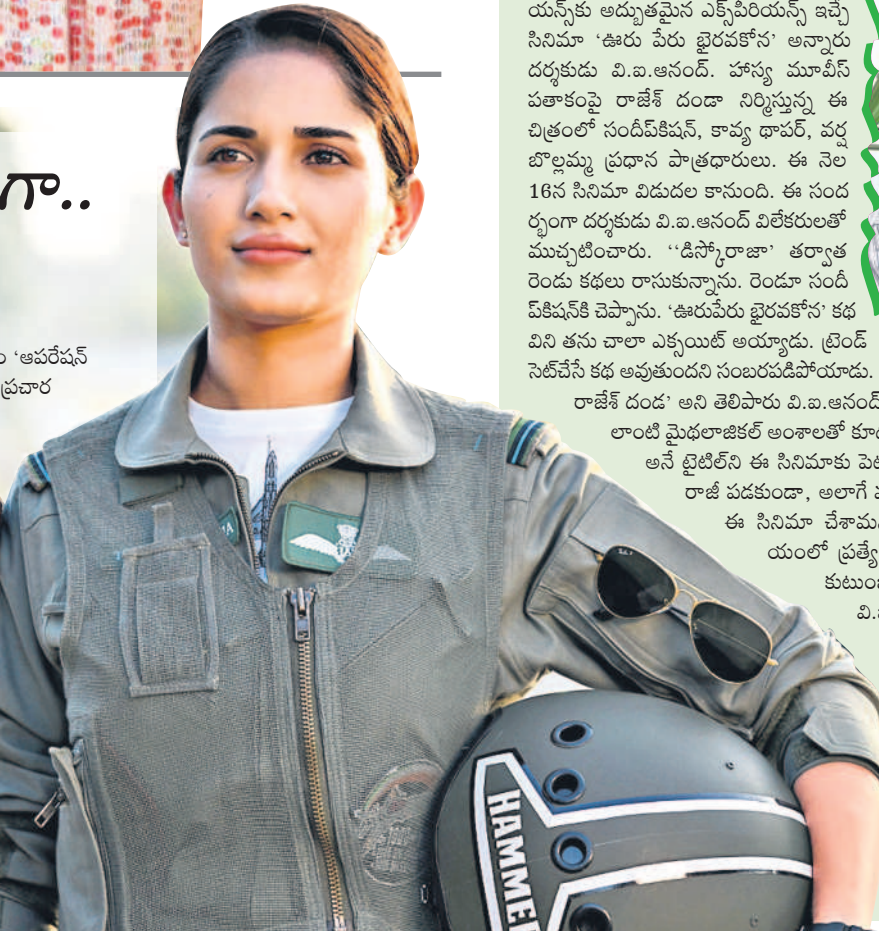 గా..
'ఆపరేషన్
ప్రచార
యన్స్‌కు అద్భుతమైన ఎక్స్‌పీరియన్స్ ఇచ్చే
సినిమా 'ఊరు పేరు భైరవకోన' అన్నారు
దర్శకుడు వి.ఐ.ఆనంద్. హాస్య మూవీస్
పతాకంపై రాజేశ్ దండా నిర్మిస్తున్న ఈ
చిత్రంలో సందీప్‌కిషన్, కావ్య థాపర్, వర్ష
బొల్లమ్మ ప్రధాన పాత్రధారులు. ఈ నెల
16న సినిమా విడుదల కానుంది. ఈ సంద
ర్భంగా దర్శకుడు వి.ఐ.ఆనంద్ విలేకరులతో
ముచ్చటించారు. ''డిస్కోరాజా' తర్వాత
రెండు కథలు రాసుకున్నాను. రెండూ సందీ
ప్‌కిషన్‌కి చెప్పాను. 'ఊరుపేరు భైరవకోన' కథ
విని తను చాలా ఎక్సయిట్ అయ్యాడు. ట్రెండ్
సెట్‌చేసే కథ అవుతుందని సంబరపడిపోయాడు.
రాజేశ్ దండ' అని తెలిపారు వి.ఐ.ఆనంద్
లాంటి మైథలాజికల్ అంశాలతో
అనే టైటిల్‌ని ఈ సినిమాకు
రాజీ పడకుండా, అలాగే
ఈ సినిమా
యంలో
HAMMER